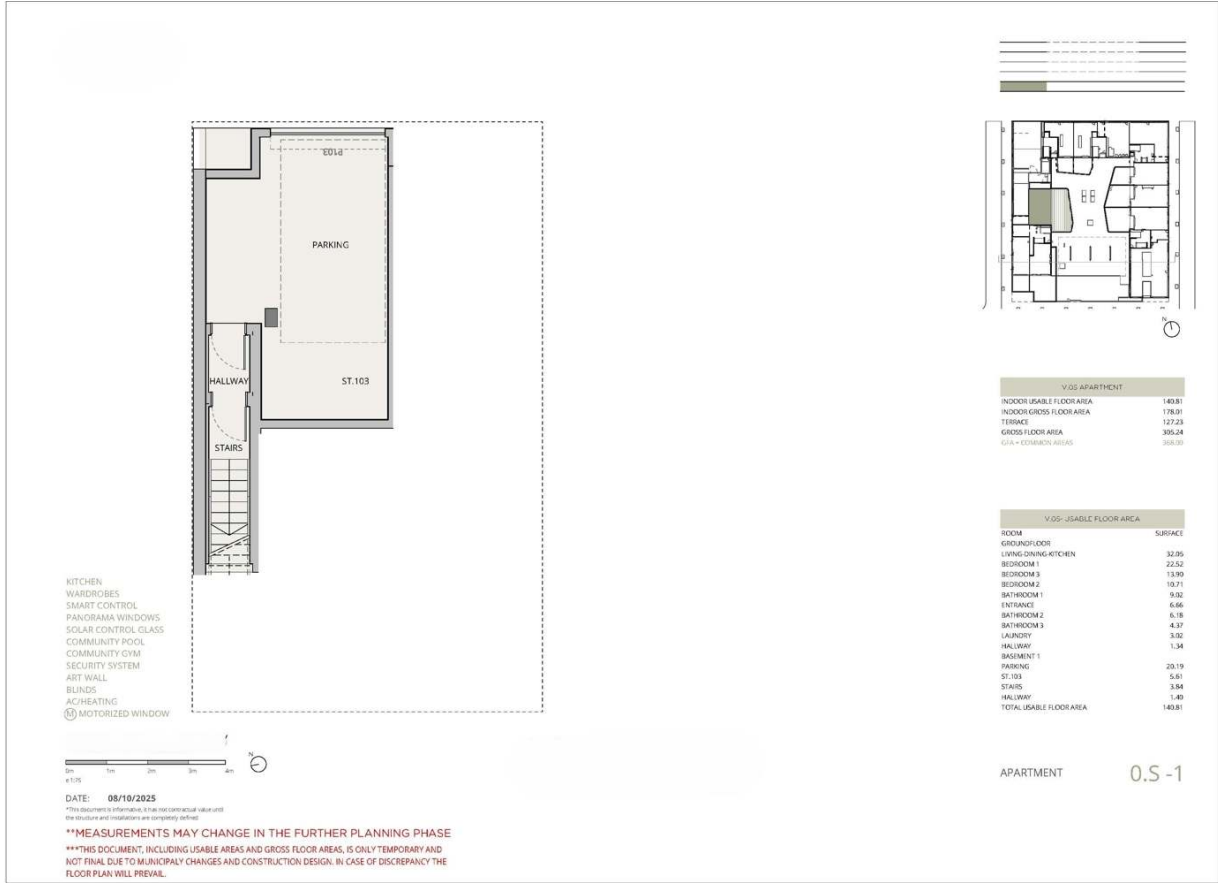 P103
PARKING
HALLWAY
ST.103
STAIRS
KITCHEN
WARDROBES
SMART CONTROL
PANORAMA WINDOWS
SOLAR CONTROL GLASS
COMMUNITY POOL
COMMUNITY GYM
SECURITY SYSTEM
ART WALL
BLINDS
AC/HEATING
M MOTORIZED WINDOW
N
0m 1m 2m 3m 4m
e 1:75
DATE: 08/10/2025
*This document is informative, it has not contractual value until
the structure and installations are completely defined
**MEASUREMENTS MAY CHANGE IN THE FURTHER PLANNING PHASE
***THIS DOCUMENT, INCLUDING USABLE AREAS AND GROSS FLOOR AREAS, IS ONLY TEMPORARY AND
NOT FINAL DUE TO MUNICIPALY CHANGES AND CONSTRUCTION DESIGN. IN CASE OF DISCREPANCY THE
FLOOR PLAN WILL PREVAIL.
N
V.05 APARTMENT
INDOOR USABLE FLOOR AREA 140.81
INDOOR GROSS FLOOR AREA 178.01
TERRACE 127.23
GROSS FLOOR AREA 305.24
GFA + COMMON AREAS 368.00
V.05- USABLE FLOOR AREA
ROOM SURFACE
GROUNDFLOOR
LIVING-DINING-KITCHEN 32.05
BEDROOM 1 22.52
BEDROOM 3 13.90
BEDROOM 2 10.71
BATHROOM 1 9.02
ENTRANCE 6.66
BATHROOM 2 6.18
BATHROOM 3 4.37
LAUNDRY 3.02
HALLWAY 1.34
BASEMENT 1
PARKING 20.19
ST.103 5.61
STAIRS 3.84
HALLWAY 1.40
TOTAL USABLE FLOOR AREA 140.81
APARTMENT 0.S -1